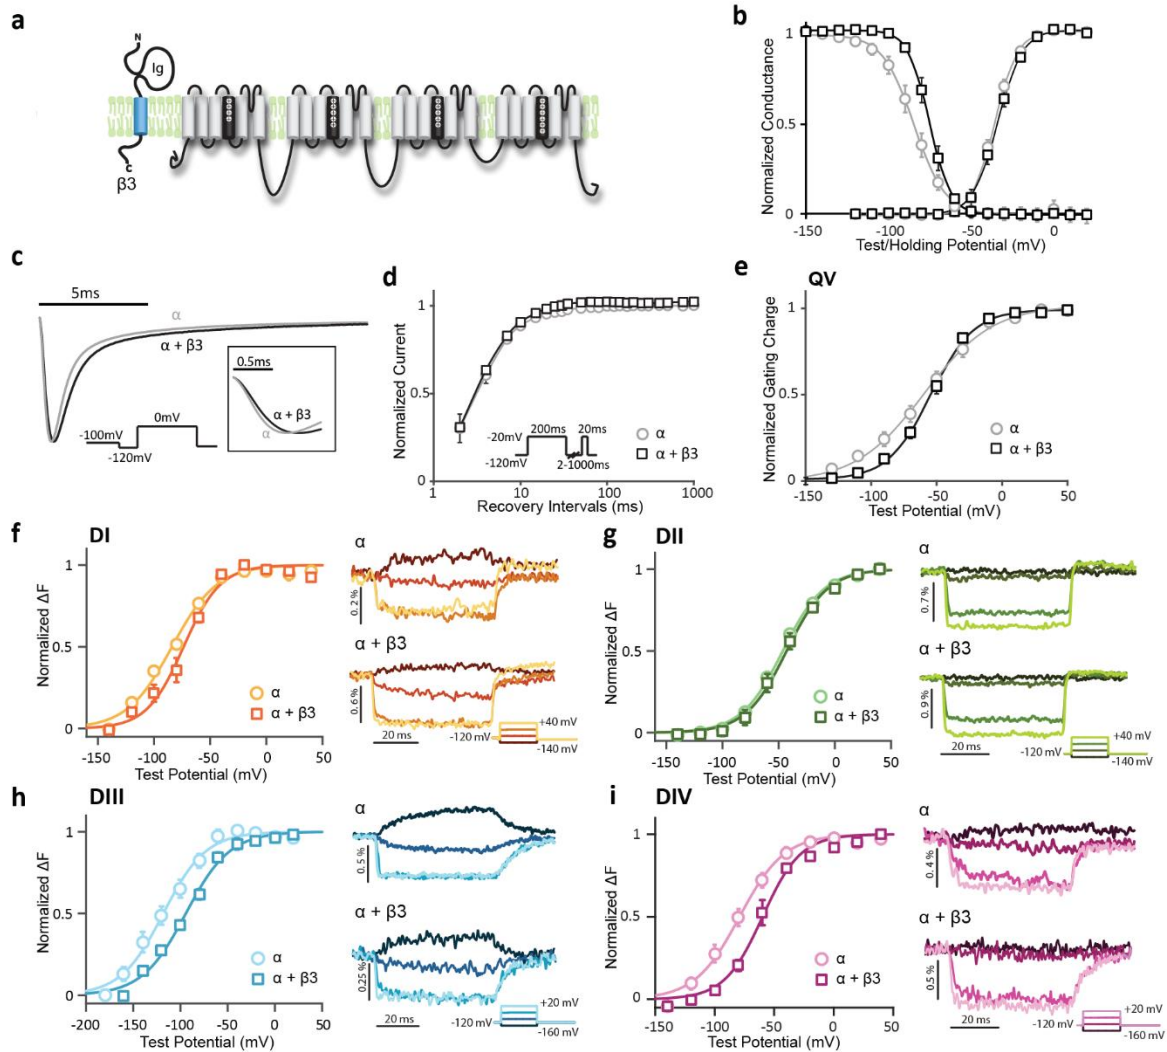 a
N
Ig
C
β3
b
Normalized Conductance
1
0.5
0
-150
-100
-50
0
Test/Holding Potential (mV)
c
5ms
α
α + β3
0.5ms
α + β3
α
0mV
-100mV
-120mV
d
Normalized Current
1
0.5
0
α
α + β3
200ms
20ms
-20mV
-120mV
2-1000ms
1
10
100
1000
Recovery Intervals (ms)
e
QV
Normalized Gating Charge
1
0.5
0
α
α + β3
-150
-100
-50
0
50
Test Potential (mV)
f
DI
Normalized ΔF
1
0.5
0
α
α + β3
-150
-100
-50
0
50
Test Potential (mV)
α
0.2 %
α + β3
0.6 %
20 ms
+40 mV
-120 mV
-140 mV
g
DII
Normalized ΔF
1
0.5
0
α
α + β3
-150
-100
-50
0
50
Test Potential (mV)
α
0.7 %
α + β3
0.9 %
20 ms
+40 mV
-120 mV
-140 mV
h
DIII
Normalized ΔF
1
0.5
0
α
α + β3
-200
-150
-100
-50
0
50
Test Potential (mV)
α
0.5 %
α + β3
0.25 %
20 ms
+20 mV
-120 mV
-160 mV
i
DIV
Normalized ΔF
1
0.5
0
α
α + β3
-150
-100
-50
0
50
Test Potential (mV)
α
0.4 %
α + β3
0.5 %
20 ms
+20 mV
-120 mV
-160 mV